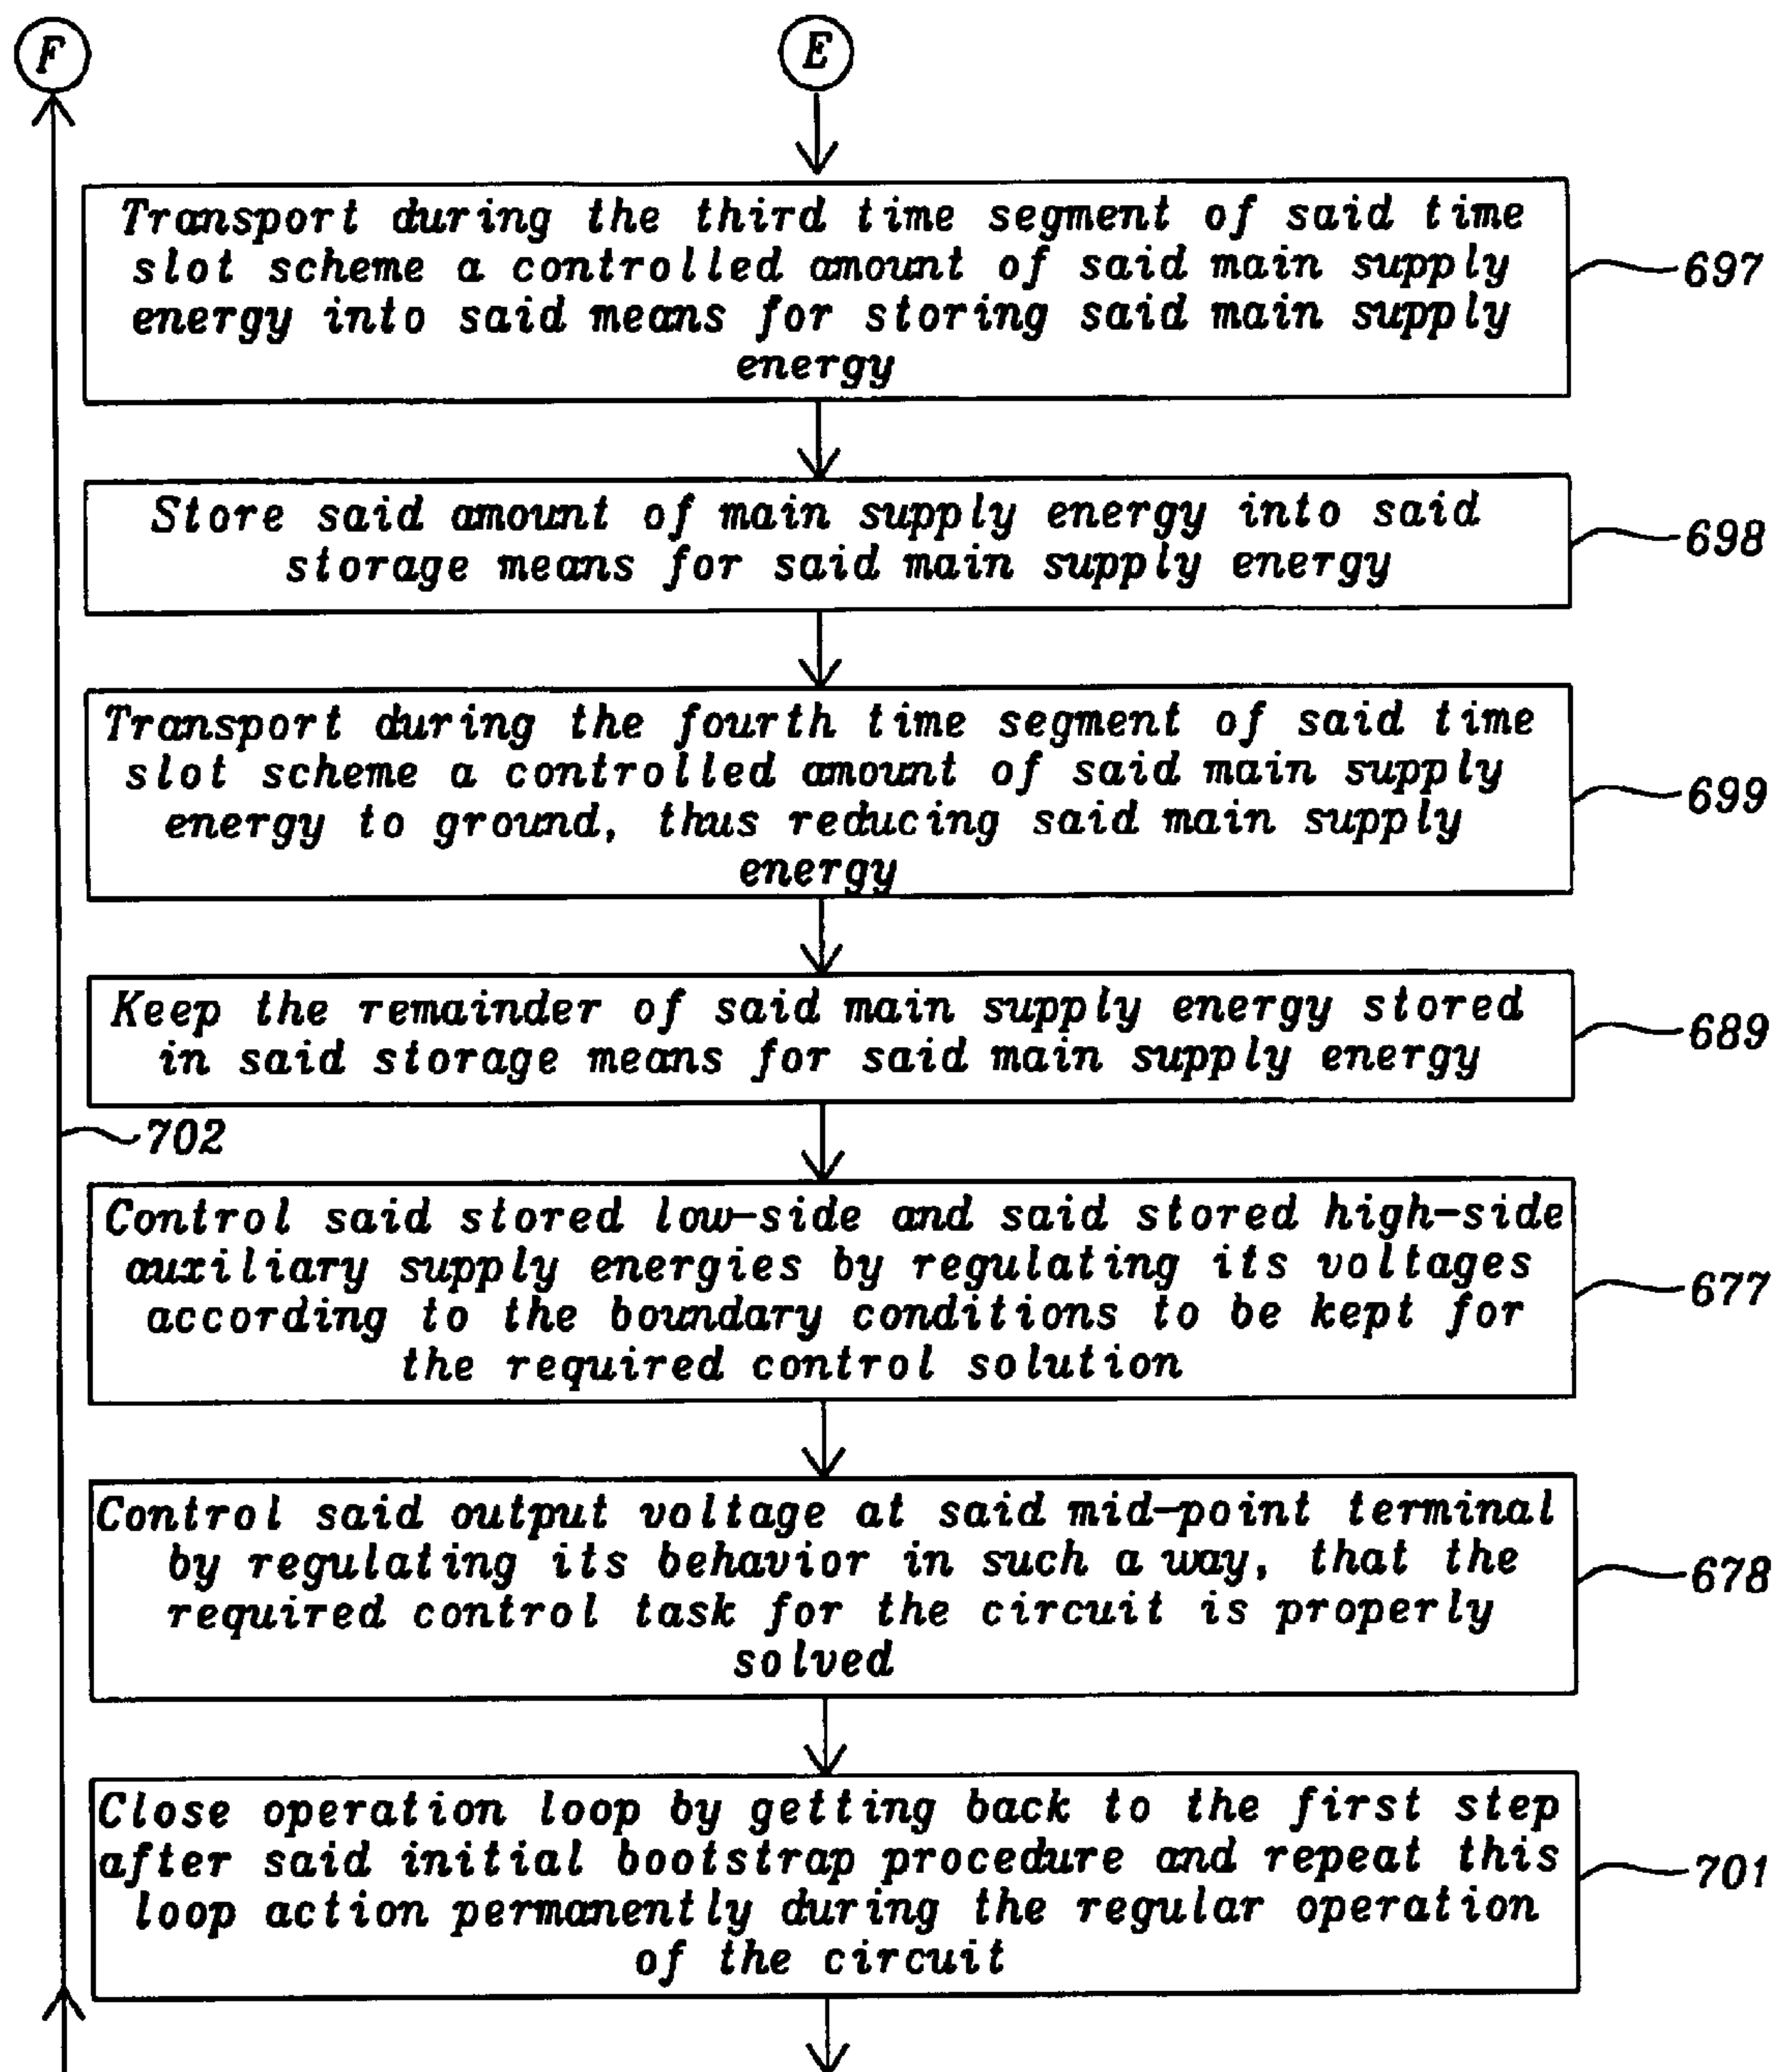 F
E
Transport during the third time segment of said time
slot scheme a controlled amount of said main supply
energy into said means for storing said main supply
energy
697
Store said amount of main supply energy into said
storage means for said main supply energy
698
Transport during the fourth time segment of said time
slot scheme a controlled amount of said main supply
energy to ground, thus reducing said main supply
energy
699
Keep the remainder of said main supply energy stored
in said storage means for said main supply energy
689
702
Control said stored low-side and said stored high-side
auxiliary supply energies by regulating its voltages
according to the boundary conditions to be kept for
the required control solution
677
Control said output voltage at said mid-point terminal
by regulating its behavior in such a way, that the
required control task for the circuit is properly
solved
678
Close operation loop by getting back to the first step
after said initial bootstrap procedure and repeat this
loop action permanently during the regular operation
of the circuit
701